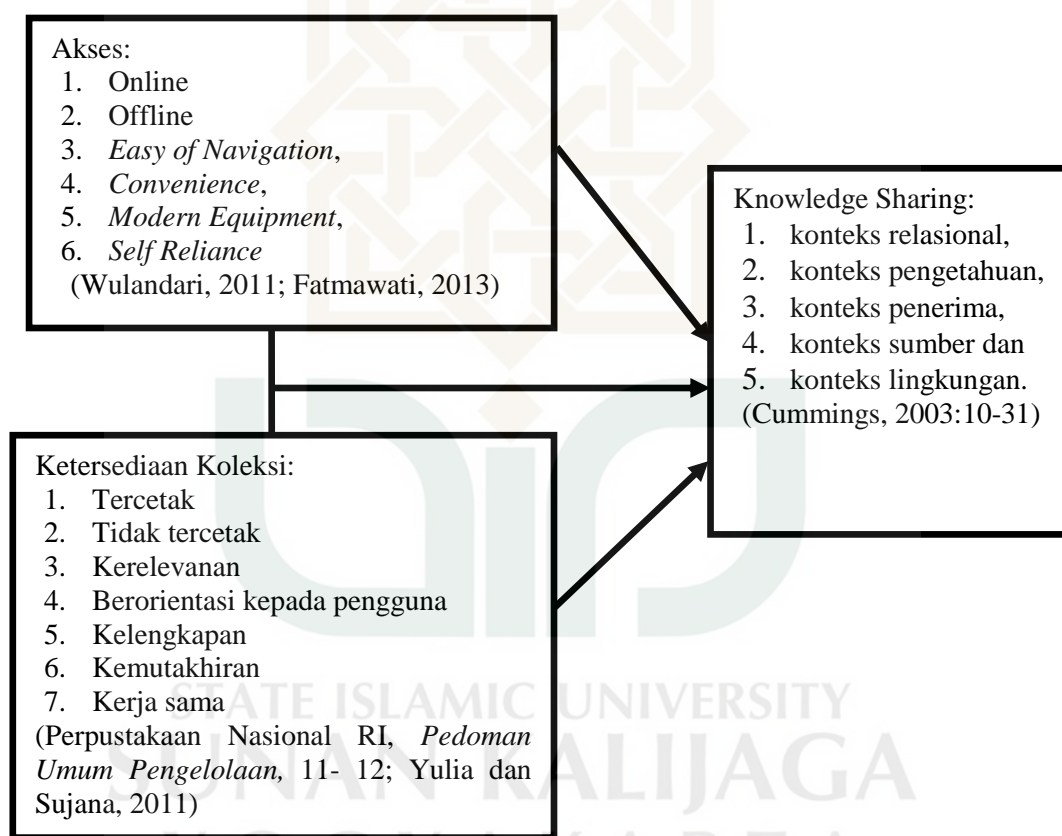 Akses:
1. Online
2. Offline
3. Easy of Navigation,
4. Convenience,
5. Modern Equipment,
6. Self Reliance
(Wulandari, 2011; Fatmawati, 2013)
Knowledge Sharing:
1. konteks relasional,
2. konteks pengetahuan,
3. konteks penerima,
4. konteks sumber dan
5. konteks lingkungan.
(Cummings, 2003:10-31)
Ketersediaan Koleksi:
1. Tercetak
2. Tidak tercetak
3. Kerelevanan
4. Berorientasi kepada pengguna
5. Kelengkapan
6. Kemutakhiran
7. Kerja sama
(Perpustakaan Nasional RI, Pedoman
Umum Pengelolaan, 11- 12; Yulia dan
Sujana, 2011)
STATE ISLAMIC UNIVERSITY
SUNAN KALIJAGA